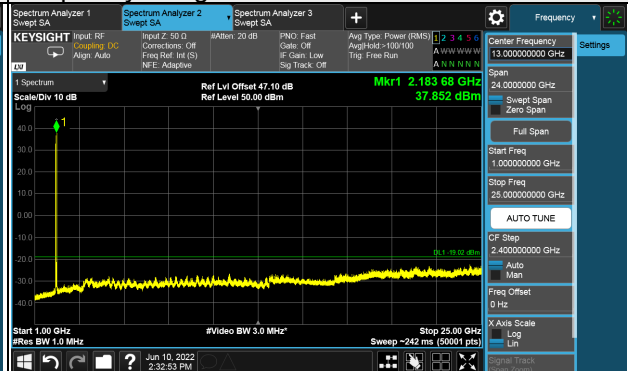 Spectrum Analyzer 1
Swept SA
Spectrum Analyzer 2
Swept SA
Spectrum Analyzer 3
Swept SA
Frequency
KEYSIGHT
LXI
Input: RF
Coupling: DC
Align: Auto
Input Z: 50 Ω
Corrections: Off
Freq Ref: Int (S)
NFE: Adaptive
#Atten: 20 dB
PNO: Fast
Gate: Off
IF Gain: Low
Sig Track: Off
Avg Type: Power (RMS)
Avg|Hold:>100/100
Trig: Free Run
1 2 3 4 5 6
A W W W W W
A N N N N N
1 Spectrum
Scale/Div 10 dB
Log
Ref Lvl Offset 47.10 dB
Ref Level 50.00 dBm
Mkr1 2.183 68 GHz
37.852 dBm
1
40.0
30.0
20.0
10.0
0.00
-10.0
-20.0
-30.0
-40.0
DL1 -19.02 dBm
Start 1.00 GHz
#Res BW 1.0 MHz
#Video BW 3.0 MHz*
Stop 25.00 GHz
Sweep ~242 ms (50001 pts)
Jun 10, 2022
2:32:53 PM
Center Frequency
13.000000000 GHz
Settings
Span
24.0000000 GHz
Swept Span
Zero Span
Full Span
Start Freq
1.000000000 GHz
Stop Freq
25.000000000 GHz
AUTO TUNE
CF Step
2.400000000 GHz
Auto
Man
Freq Offset
0 Hz
X Axis Scale
Log
Lin
Signal Track
(Span Zoom)